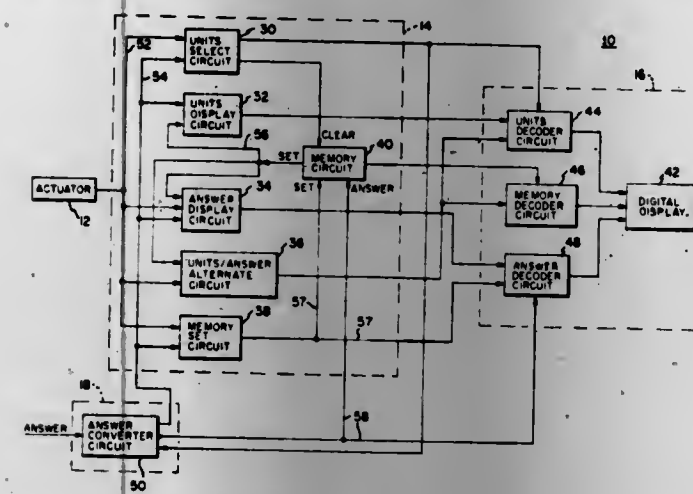 10
52
54
30
14
UNITS
SELECT
CIRCUIT
16
32
UNITS
DISPLAY
CIRCUIT
56
CLEAR
44
UNITS
DECODER
CIRCUIT
SET
MEMORY
CIRCUIT
40
SET
ANSWER
ACTUATOR
12
34
ANSWER
DISPLAY
CIRCUIT
46
MEMORY
DECODER
CIRCUIT
42
DIGITAL
DISPLAY
36
UNITS/ANSWER
ALTERNATE
CIRCUIT
48
ANSWER
DECODER
CIRCUIT
38
MEMORY
SET
CIRCUIT
57
57
18
ANSWER
ANSWER
CONVERTER
CIRCUIT
50
58